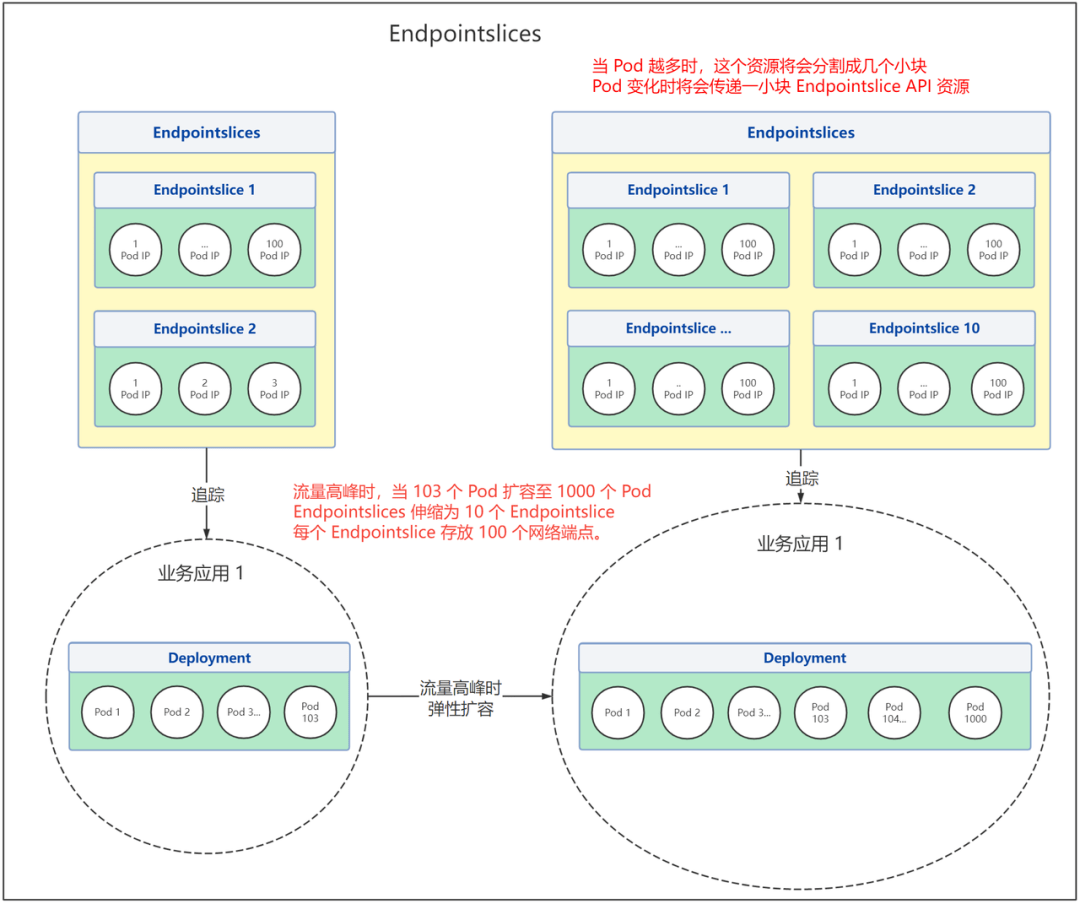 Endpointslices
当 Pod 越多时，这个资源将会分割成几个小块
Pod 变化时将会传递一小块 Endpointslice API 资源
Endpointslices
Endpointslice 1
1
Pod IP
...
Pod IP
100
Pod IP
Endpointslice 2
1
Pod IP
2
Pod IP
3
Pod IP
Endpointslices
Endpointslice 1
1
Pod IP
...
Pod IP
100
Pod IP
Endpointslice 2
1
Pod IP
...
Pod IP
100
Pod IP
Endpointslice ...
1
Pod IP
..
Pod IP
100
Pod IP
Endpointslice 10
1
Pod IP
...
Pod IP
100
Pod IP
追踪
追踪
流量高峰时，当 103 个 Pod 扩容至 1000 个 Pod
Endpointslices 伸缩为 10 个 Endpointslice
每个 Endpointslice 存放 100 个网络端点。
业务应用 1
Deployment
Pod 1
Pod 2
Pod 3...
Pod
103
流量高峰时
弹性扩容
业务应用 1
Deployment
Pod 1
Pod 2
Pod 3...
Pod
103
Pod
104...
Pod
1000